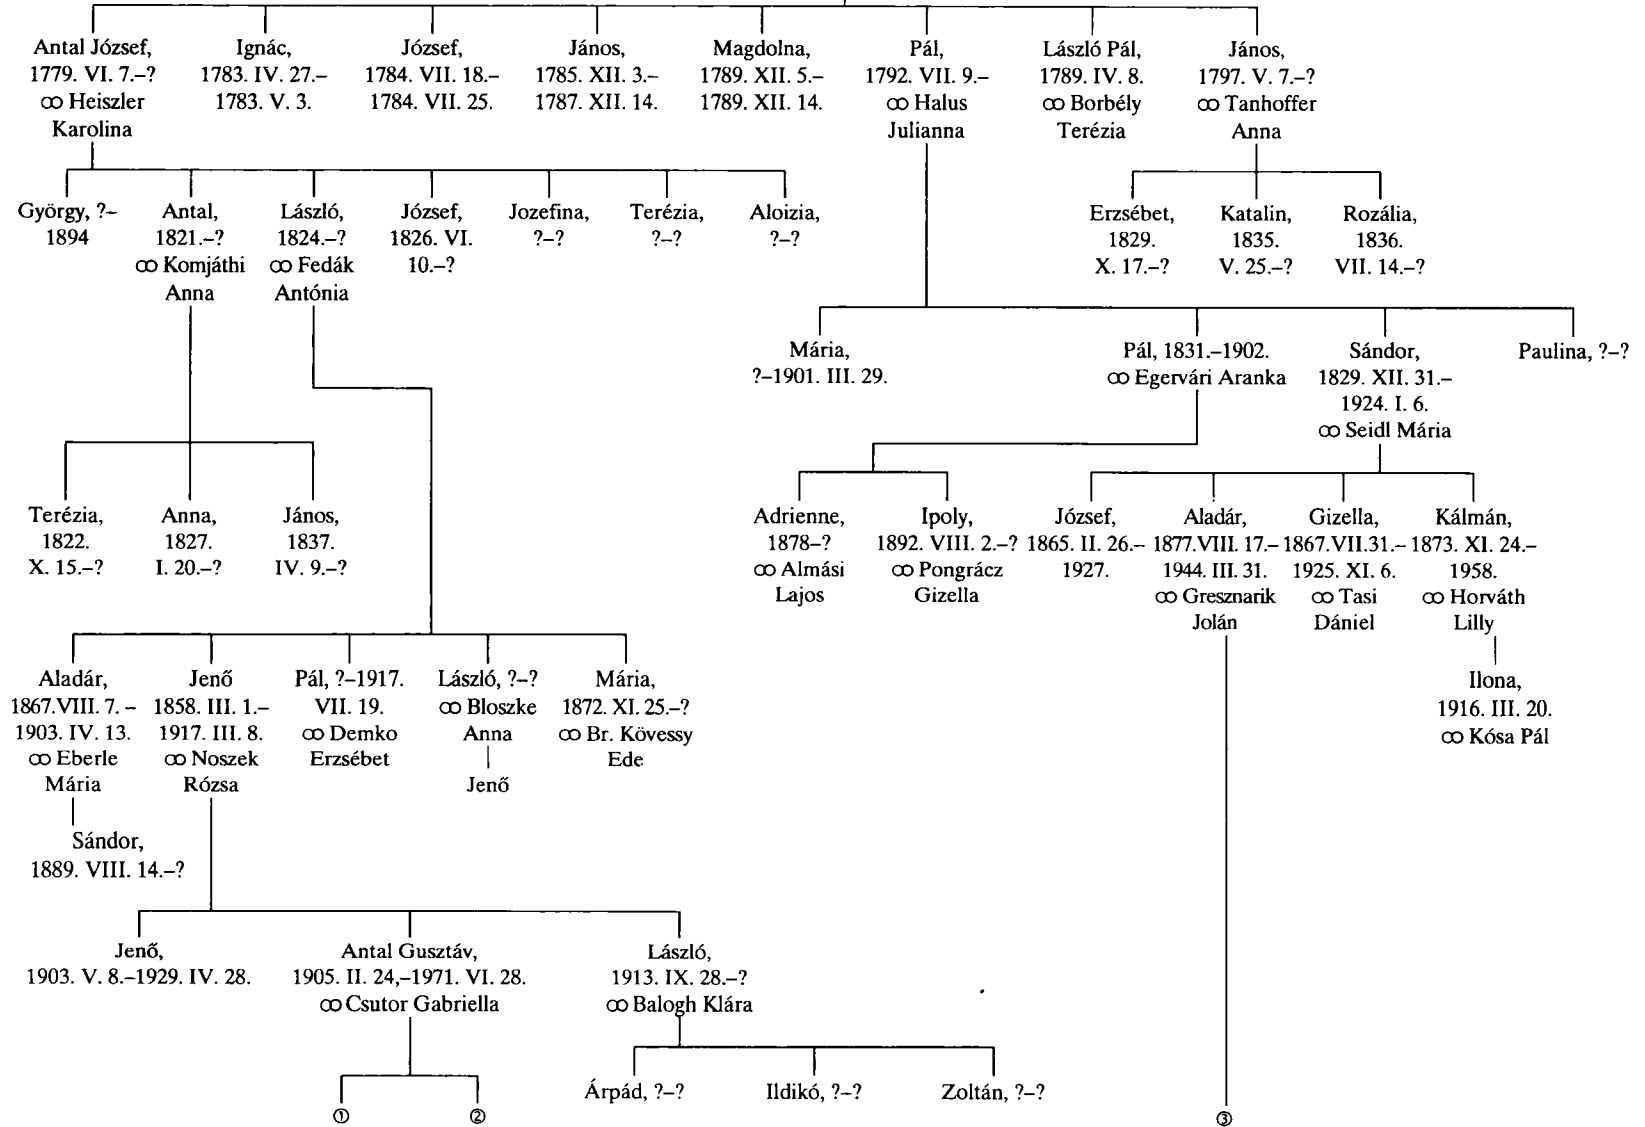 Antal József,
1779. VI. 7.–?
∞ Heiszler
Karolina
Ignác,
1783. IV. 27.–
1783. V. 3.
József,
1784. VII. 18.–
1784. VII. 25.
János,
1785. XII. 3.–
1787. XII. 14.
Magdolna,
1789. XII. 5.–
1789. XII. 14.
Pál,
1792. VII. 9.–
∞ Halus
Julianna
László Pál,
1789. IV. 8.
∞ Borbély
Terézia
János,
1797. V. 7.–?
∞ Tanhoffer
Anna
György, ?–
1894
Antal,
1821.–?
∞ Komjáthi
Anna
László,
1824.–?
∞ Fedák
Antónia
József,
1826. VI.
10.–?
Jozefina,
?–?
Terézia,
?–?
Aloizia,
?–?
Erzsébet,
1829.
X. 17.–?
Katalin,
1835.
V. 25.–?
Rozália,
1836.
VII. 14.–?
Mária,
?–1901. III. 29.
Pál, 1831.–1902.
∞ Egervári Aranka
Sándor,
1829. XII. 31.–
1924. I. 6.
∞ Seidl Mária
Paulina, ?–?
Terézia,
1822.
X. 15.–?
Anna,
1827.
I. 20.–?
János,
1837.
IV. 9.–?
Adrienne,
1878–?
∞ Almási
Lajos
Ipoly,
1892. VIII. 2.–?
∞ Pongrácz
Gizella
József,
1865. II. 26.–
1927.
Aladár,
1877.VIII. 17.–
1944. III. 31.
∞ Gresznarik
Jolán
Gizella,
1867.VII.31.–
1925. XI. 6.
∞ Tasi
Dániel
Kálmán,
1873. XI. 24.–
1958.
∞ Horváth
Lilly
Ilona,
1916. III. 20.
∞ Kósa Pál
Aladár,
1867.VIII. 7. –
1903. IV. 13.
∞ Eberle
Mária
Jenő
1858. III. 1.–
1917. III. 8.
∞ Noszek
Rózsa
Pál, ?–1917.
VII. 19.
∞ Demko
Erzsébet
László, ?–?
∞ Bloszke
Anna
Jenő
Mária,
1872. XI. 25.–?
∞ Br. Kövessy
Ede
Sándor,
1889. VIII. 14.–?
Jenő,
1903. V. 8.–1929. IV. 28.
Antal Gusztáv,
1905. II. 24,–1971. VI. 28.
∞ Csutor Gabriella
László,
1913. IX. 28.–?
∞ Balogh Klára
Árpád, ?–?
Ildikó, ?–?
Zoltán, ?–?
①
②
③